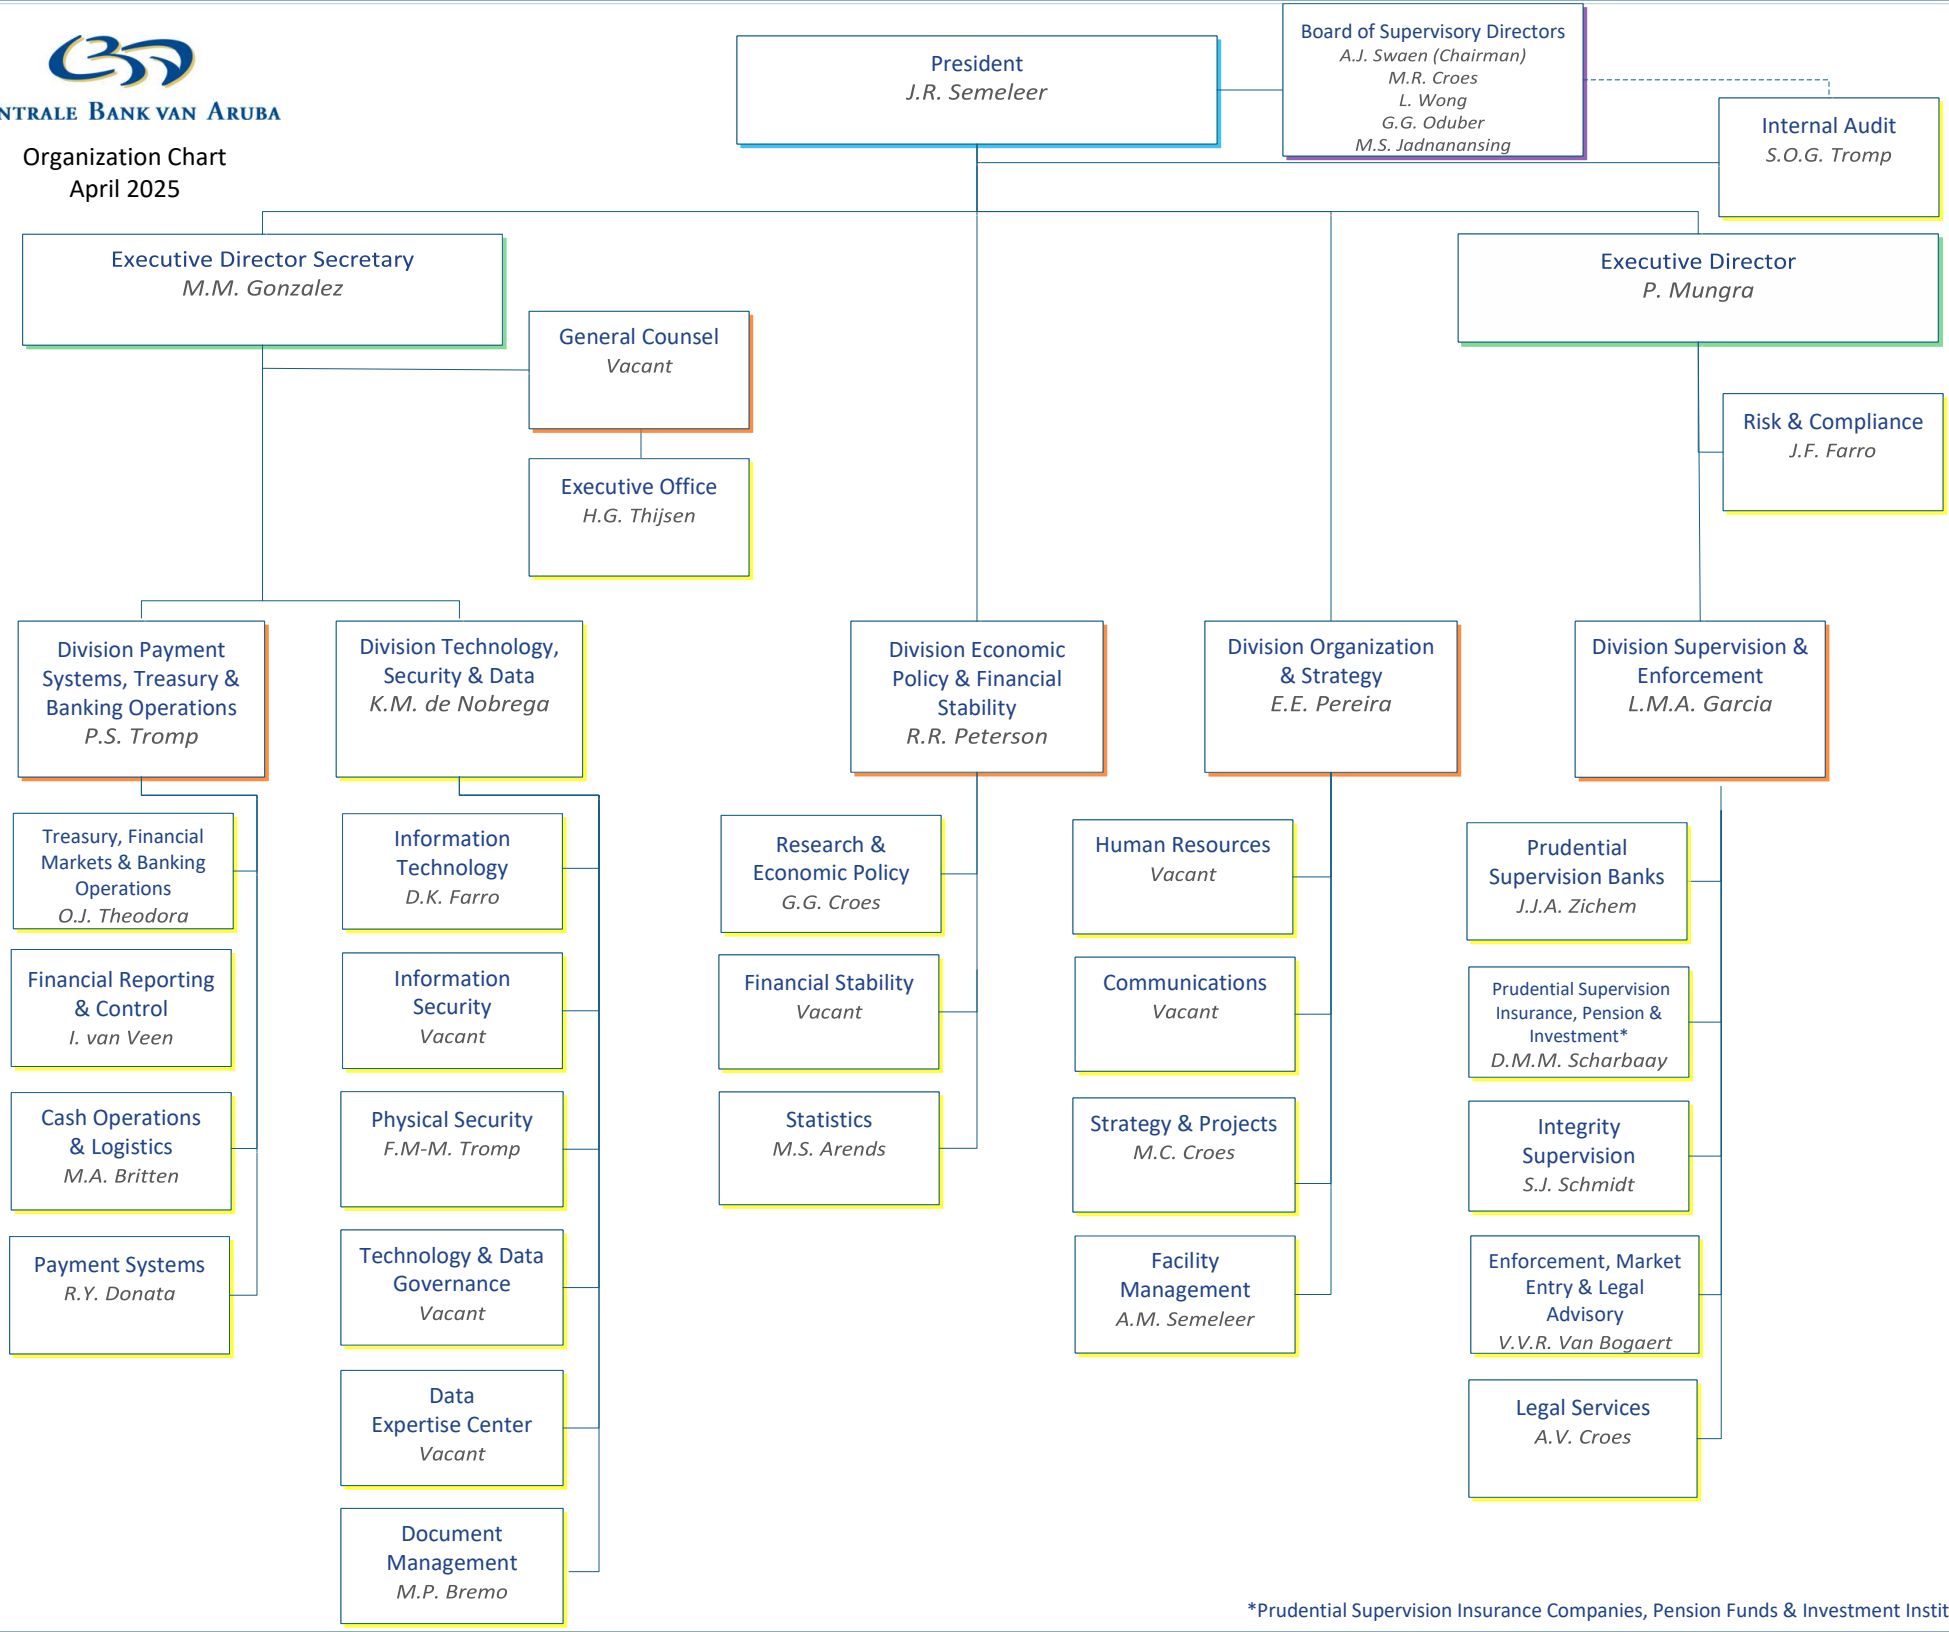 CENTRALE BANK VAN ARUBA
Organization Chart
April 2025
President
J.R. Semeleer
Board of Supervisory Directors
A.J. Swaen (Chairman)
M.R. Croes
L. Wong
G.G. Oduber
M.S. Jadnanansing
Internal Audit
S.O.G. Tromp
Executive Director Secretary
M.M. Gonzalez
Executive Director
P. Mungra
General Counsel
Vacant
Executive Office
H.G. Thijsen
Risk & Compliance
J.F. Farro
Division Payment
Systems, Treasury &
Banking Operations
P.S. Tromp
Division Technology,
Security & Data
K.M. de Nobrega
Division Economic
Policy & Financial
Stability
R.R. Peterson
Division Organization
& Strategy
E.E. Pereira
Division Supervision &
Enforcement
L.M.A. Garcia
Treasury, Financial
Markets & Banking
Operations
O.J. Theodora
Financial Reporting
& Control
I. van Veen
Cash Operations
& Logistics
M.A. Britten
Payment Systems
R.Y. Donata
Information
Technology
D.K. Farro
Information
Security
Vacant
Physical Security
F.M-M. Tromp
Technology & Data
Governance
Vacant
Data
Expertise Center
Vacant
Document
Management
M.P. Bremo
Research &
Economic Policy
G.G. Croes
Financial Stability
Vacant
Statistics
M.S. Arends
Human Resources
Vacant
Communications
Vacant
Strategy & Projects
M.C. Croes
Facility
Management
A.M. Semeleer
Prudential
Supervision Banks
J.J.A. Zichem
Prudential Supervision
Insurance, Pension &
Investment*
D.M.M. Scharbaay
Integrity
Supervision
S.J. Schmidt
Enforcement, Market
Entry & Legal
Advisory
V.V.R. Van Bogaert
Legal Services
A.V. Croes
*Prudential Supervision Insurance Companies, Pension Funds & Investment Instit